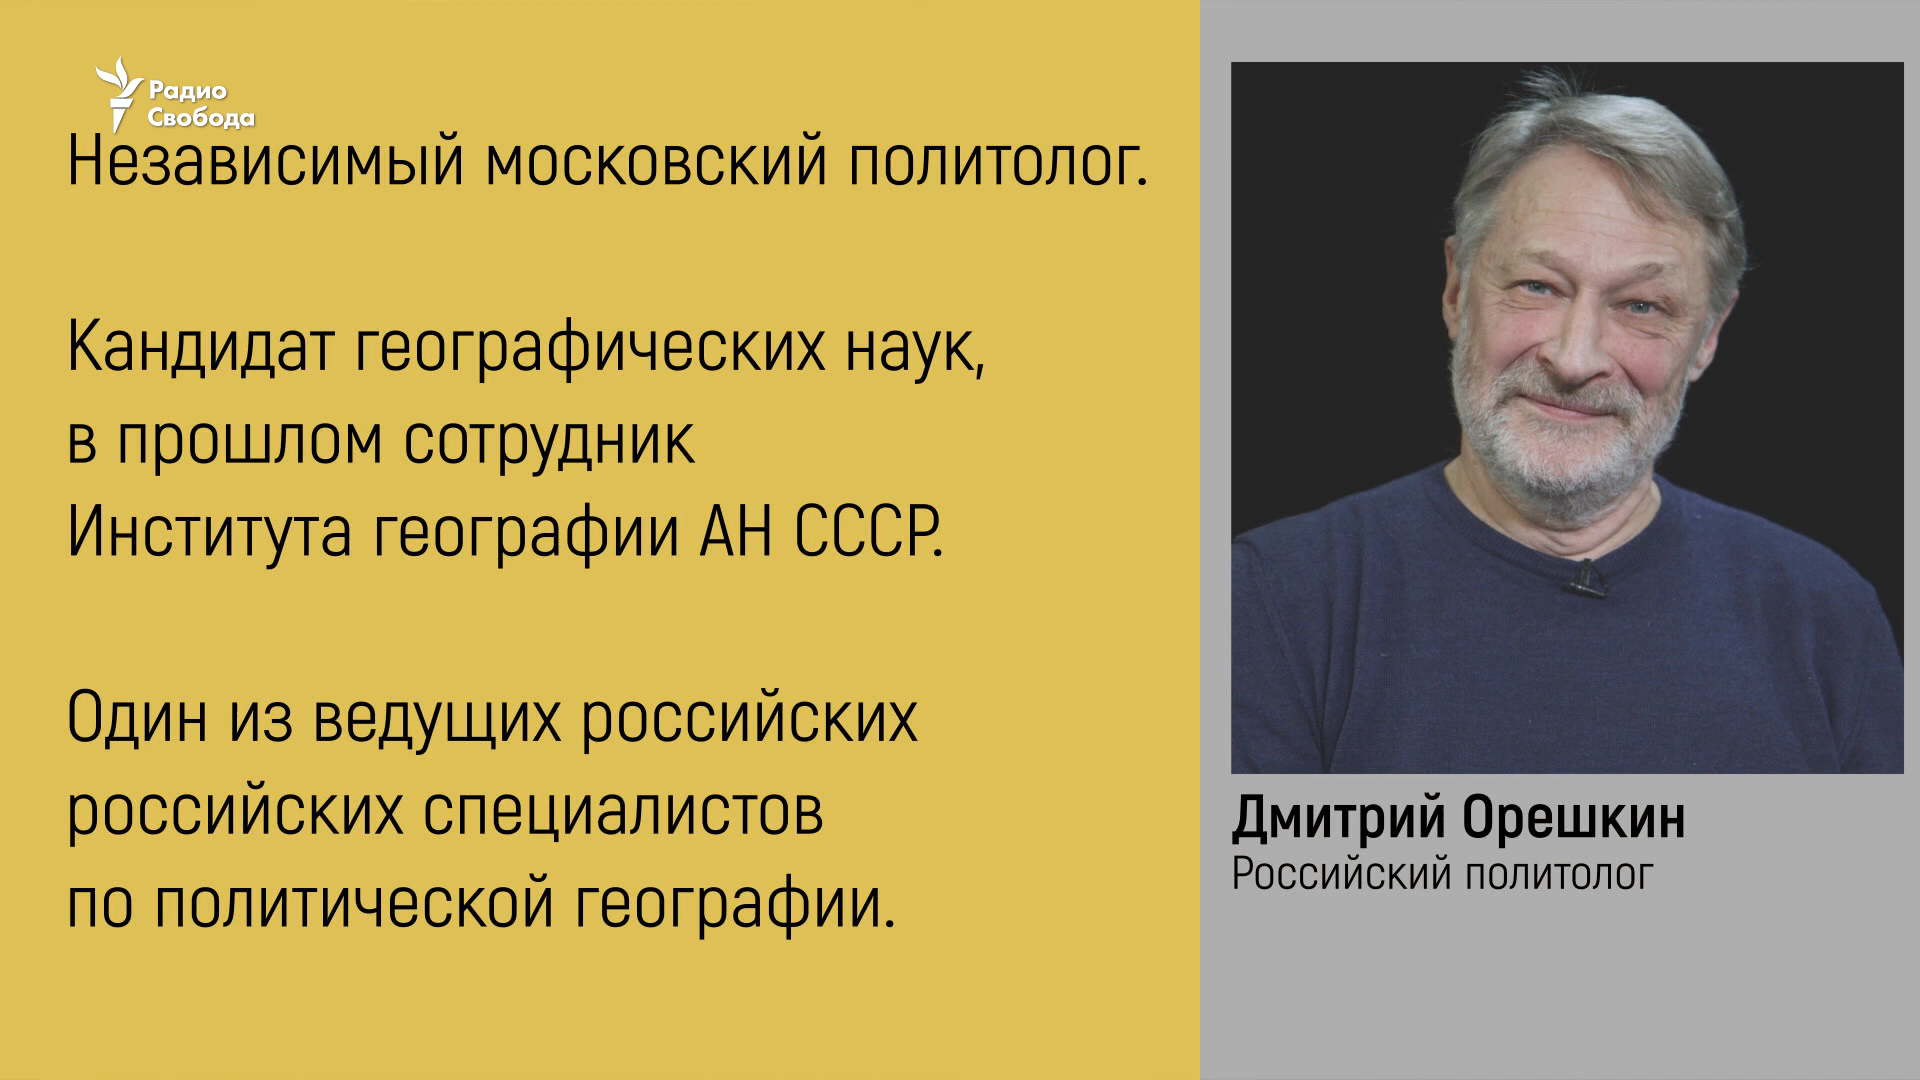 Радио
Свобода
Независимый московский политолог.
Кандидат географических наук,
в прошлом сотрудник
Института географии АН СССР.
Один из ведущих российских
российских специалистов
по политической географии.
Дмитрий Орешкин
Российский политолог